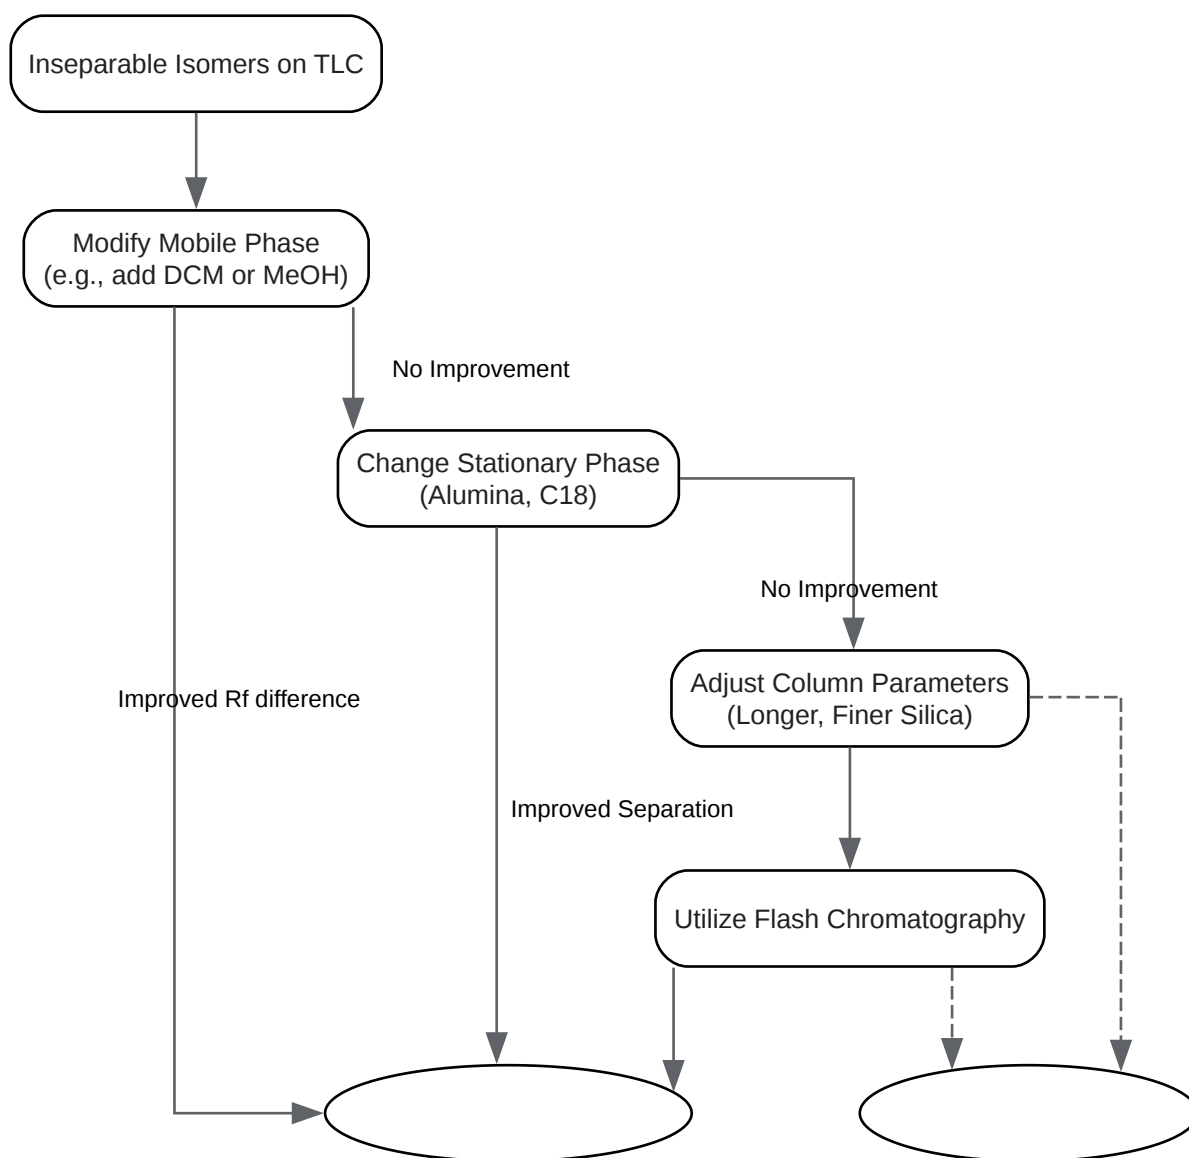 Inseparable Isomers on TLC
Modify Mobile Phase
(e.g., add DCM or MeOH)
No Improvement
Change Stationary Phase
(Alumina, C18)
No Improvement
Adjust Column Parameters
(Longer, Finer Silica)
Improved Rf difference
Improved Separation
Utilize Flash Chromatography